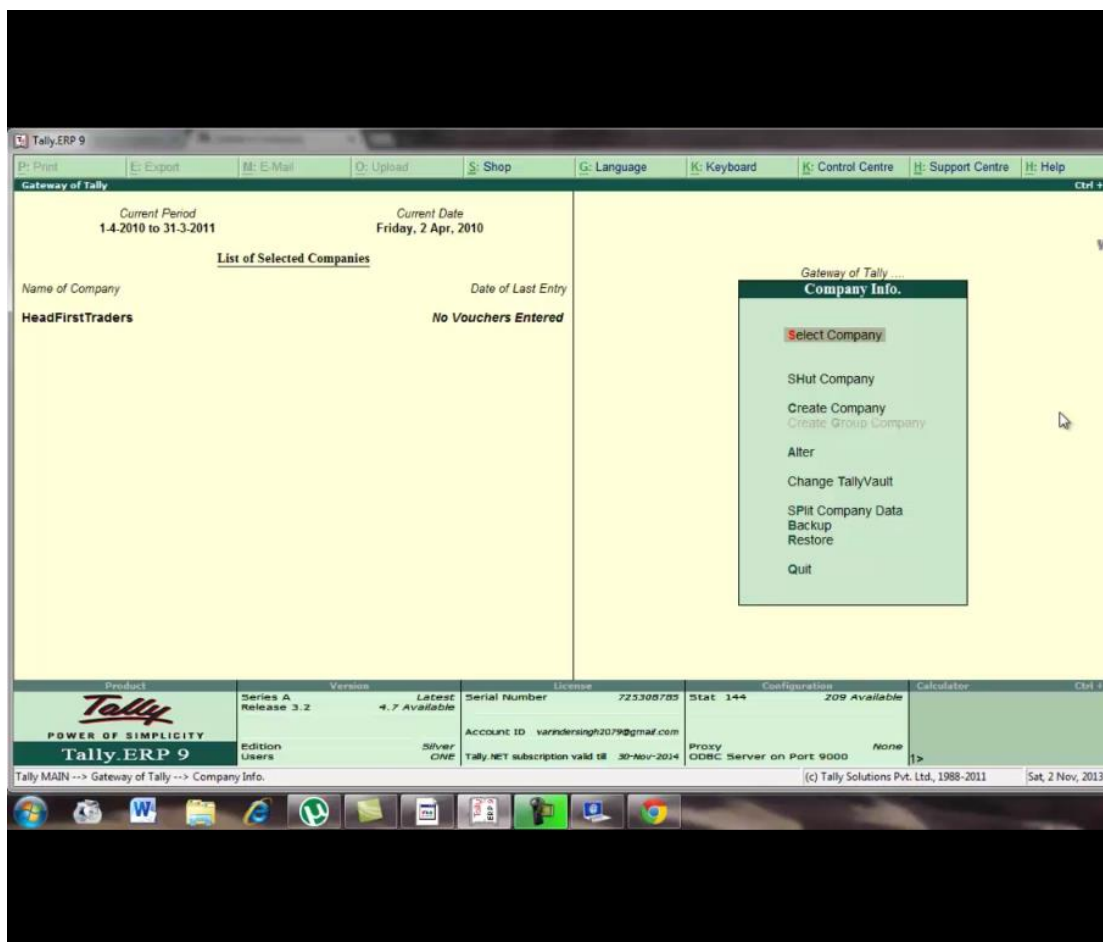 Tally.ERP 9
P: Print E: Export M: E-Mail O: Upload S: Shop G: Language K: Keyboard K: Control Centre H: Support Centre H: Help
Gateway of Tally Ctrl +
Current Period Current Date
1-4-2010 to 31-3-2011 Friday, 2 Apr, 2010
List of Selected Companies
Name of Company Date of Last Entry
HeadFirstTraders No Vouchers Entered
Gateway of Tally ....
Company Info.
Select Company
SHut Company
Create Company
Create Group Company
Alter
Change TallyVault
SPlit Company Data
Backup
Restore
Quit
Product Version License Configuration Calculator Ctrl +
Tally
POWER OF SIMPLICITY
Tally.ERP 9
Series A Latest
Release 3.2 4.7 Available
Edition Silver
Users ONE
Serial Number 725308785
Account ID varindersingh2079@gmail.com
Tally.NET subscription valid till 30-Nov-2014
Stat 144 209 Available
Proxy None
ODBC Server on Port 9000
1>
Tally MAIN --> Gateway of Tally --> Company Info. (c) Tally Solutions Pvt. Ltd., 1988-2011 Sat, 2 Nov, 2013